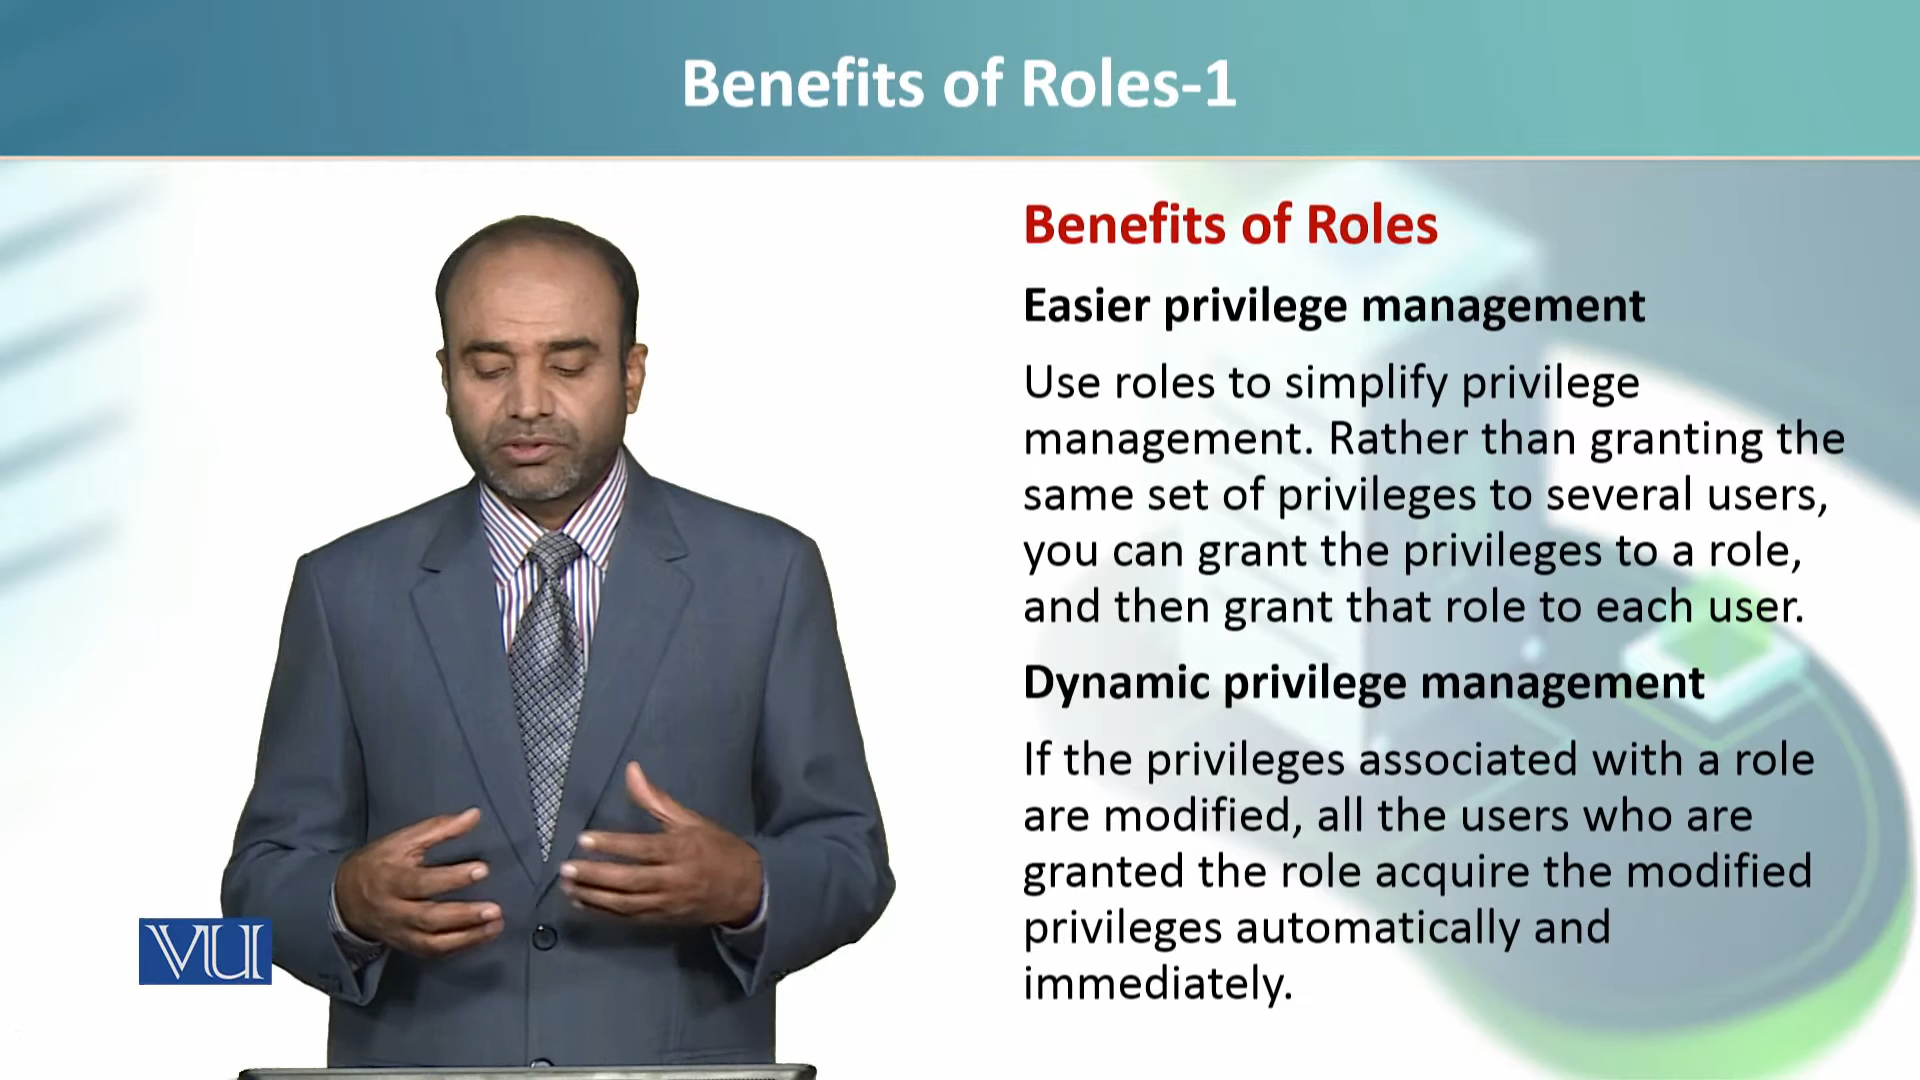 Benefits of Roles-1
Benefits of Roles
Easier privilege management
Use roles to simplify privilege
management. Rather than granting the
same set of privileges to several users,
you can grant the privileges to a role,
and then grant that role to each user.
Dynamic privilege management
If the privileges associated with a role
are modified, all the users who are
granted the role acquire the modified
privileges automatically and
immediately.
VU